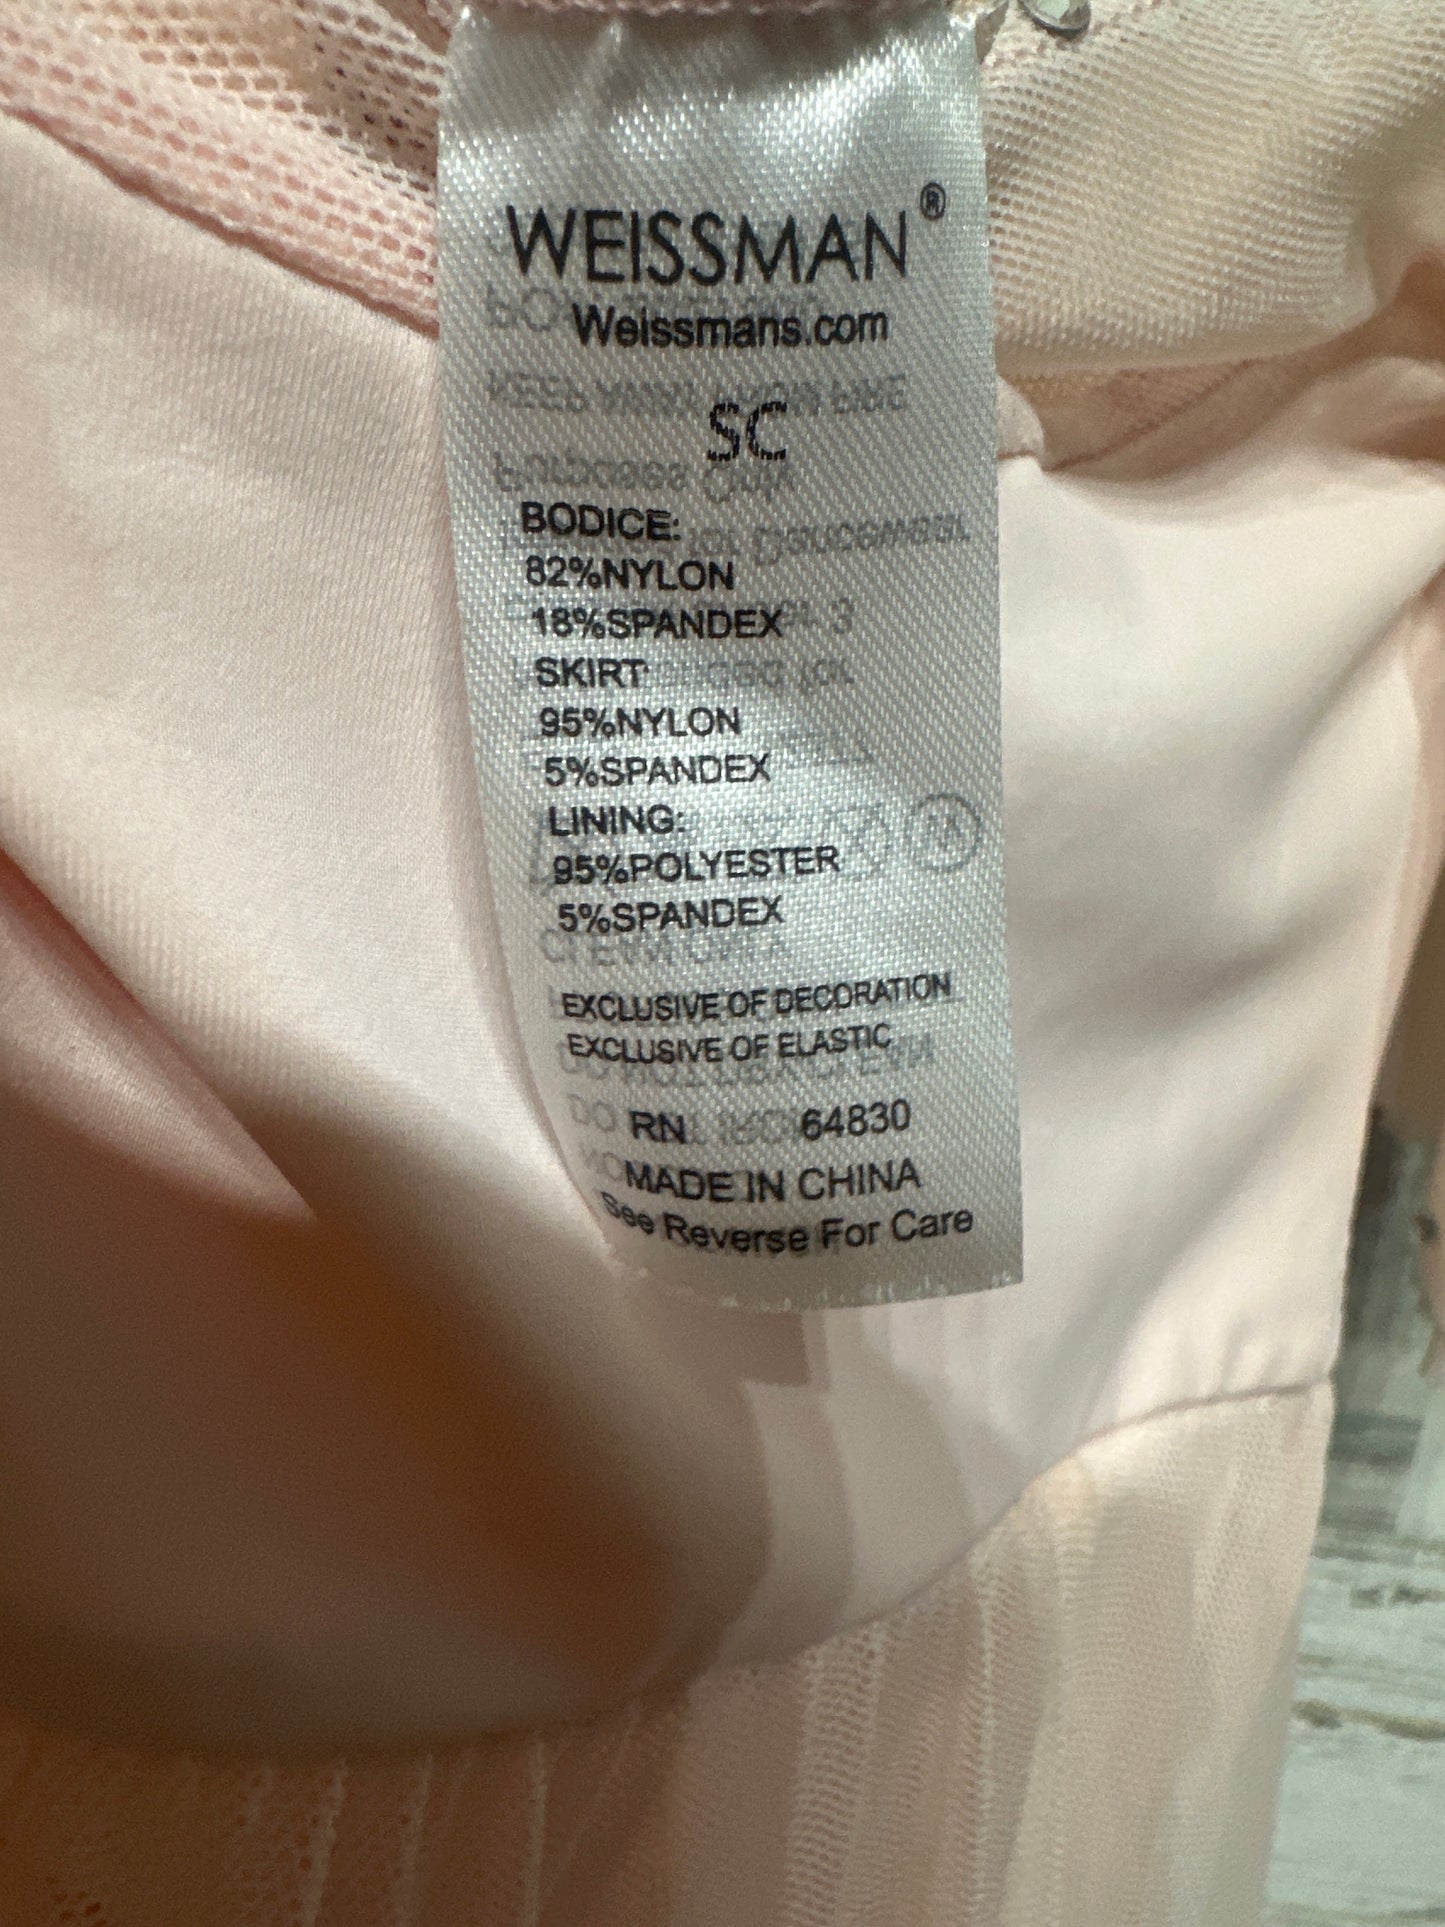 WEISSMAN®
Weissmans.com
SC
BODICE:
82%NYLON
18%SPANDEX
SKIRT:
95%NYLON
5%SPANDEX
LINING:
95%POLYESTER
5%SPANDEX
EXCLUSIVE OF DECORATION
EXCLUSIVE OF ELASTIC
RN 64830
MADE IN CHINA
See Reverse For Care